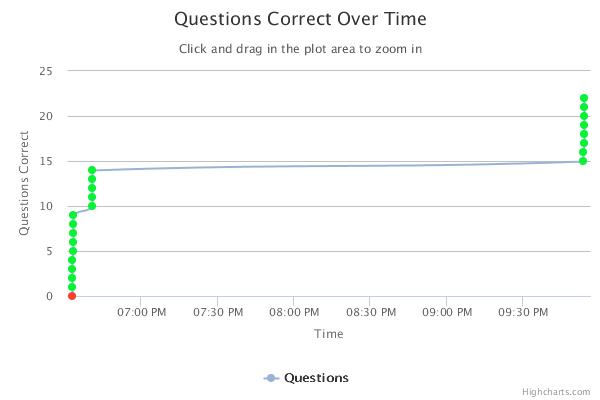 Questions Correct Over Time
Click and drag in the plot area to zoom in
25
20
15
10
5
0
Questions Correct
07:00 PM 07:30 PM 08:00 PM 08:30 PM 09:00 PM 09:30 PM
Time
Questions
Highcharts.com